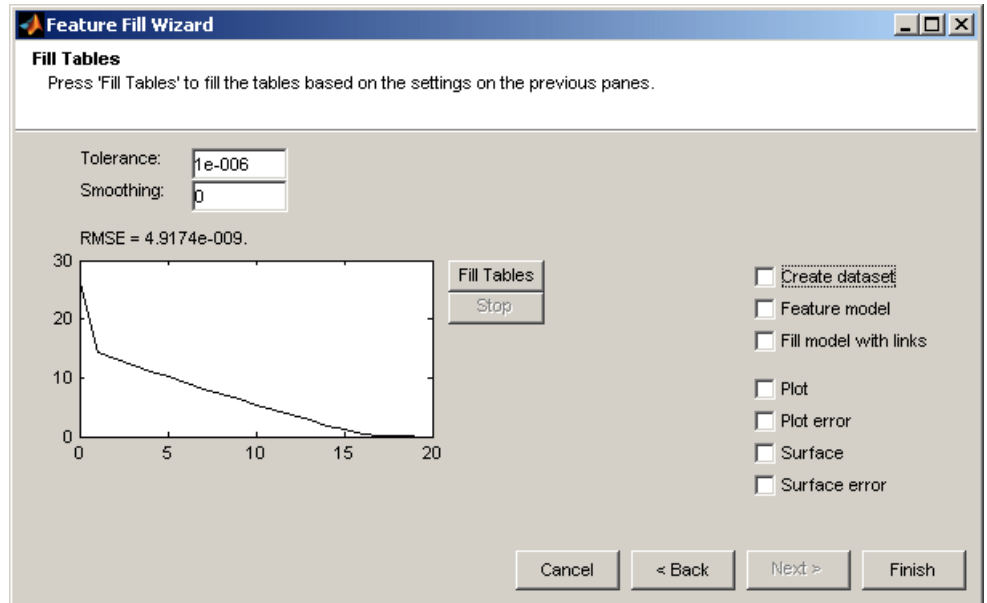 Feature Fill Wizard
Fill Tables
Press 'Fill Tables' to fill the tables based on the settings on the previous panes.
Tolerance: 1e-006
Smoothing: 0
RMSE = 4.9174e-009.
30
20
10
0
0 5 10 15 20
Fill Tables
Stop
Create dataset
Feature model
Fill model with links
Plot
Plot error
Surface
Surface error
Cancel < Back Next > Finish